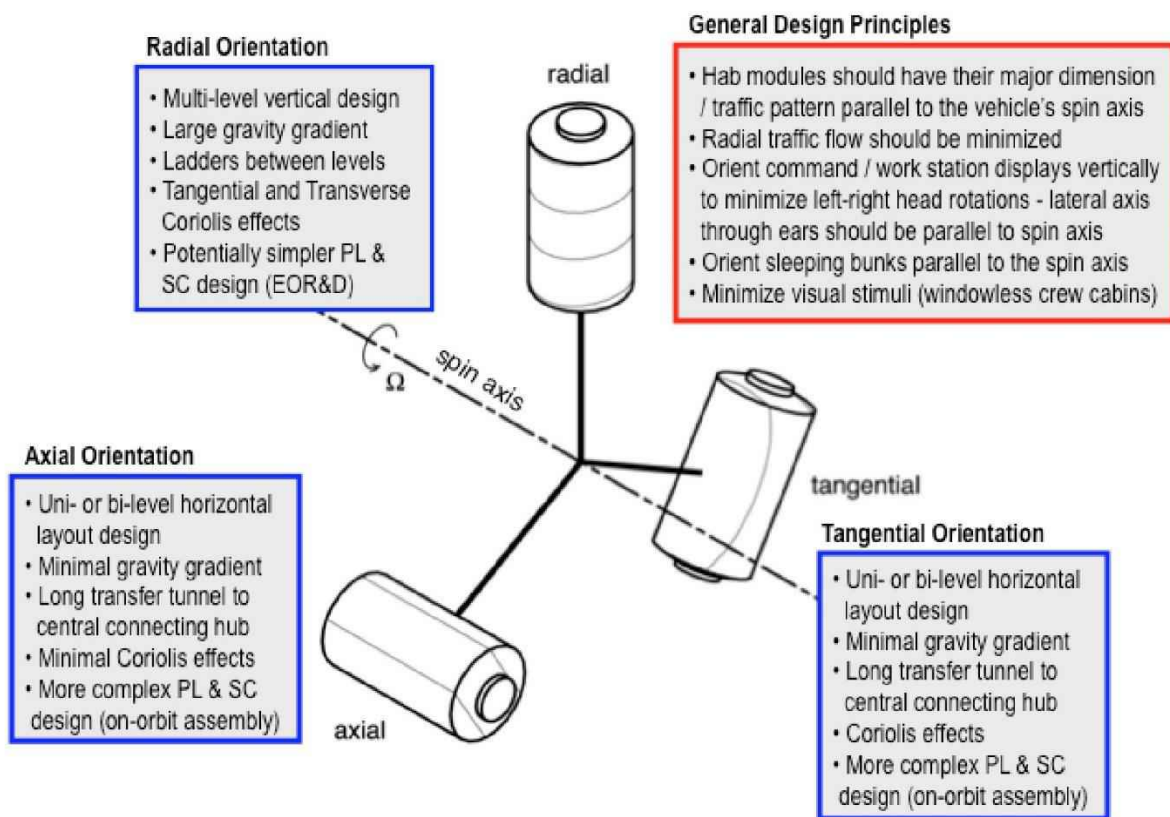 Radial Orientation
• Multi-level vertical design
• Large gravity gradient
• Ladders between levels
• Tangential and Transverse
Coriolis effects
• Potentially simpler PL &
SC design (EOR&D)
radial
General Design Principles
• Hab modules should have their major dimension
/ traffic pattern parallel to the vehicle's spin axis
• Radial traffic flow should be minimized
• Orient command / work station displays vertically
to minimize left-right head rotations - lateral axis
through ears should be parallel to spin axis
• Orient sleeping bunks parallel to the spin axis
• Minimize visual stimuli (windowless crew cabins)
Ω
spin axis
Axial Orientation
• Uni- or bi-level horizontal
layout design
• Minimal gravity gradient
• Long transfer tunnel to
central connecting hub
• Minimal Coriolis effects
• More complex PL & SC
design (on-orbit assembly)
axial
tangential
Tangential Orientation
• Uni- or bi-level horizontal
layout design
• Minimal gravity gradient
• Long transfer tunnel to
central connecting hub
• Coriolis effects
• More complex PL & SC
design (on-orbit assembly)